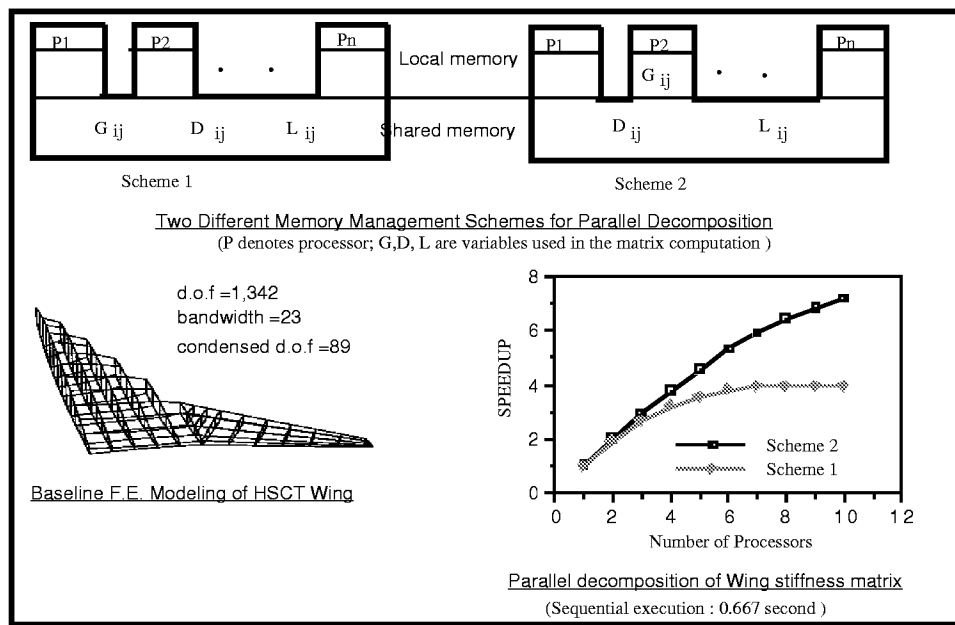 P1 P2 Pn
Local memory
G ij D ij L ij
Shared memory
Scheme 1
P1 P2 Pn
G ij
D ij L ij
Scheme 2
Two Different Memory Management Schemes for Parallel Decomposition
(P denotes processor; G,D, L are variables used in the matrix computation )
d.o.f =1,342
bandwidth =23
condensed d.o.f =89
Baseline F.E. Modeling of HSCT Wing
SPEEDUP
8
6
4
2
0
Scheme 2
Scheme 1
0 2 4 6 8 10 12
Number of Processors
Parallel decomposition of Wing stiffness matrix
(Sequential execution : 0.667 second )